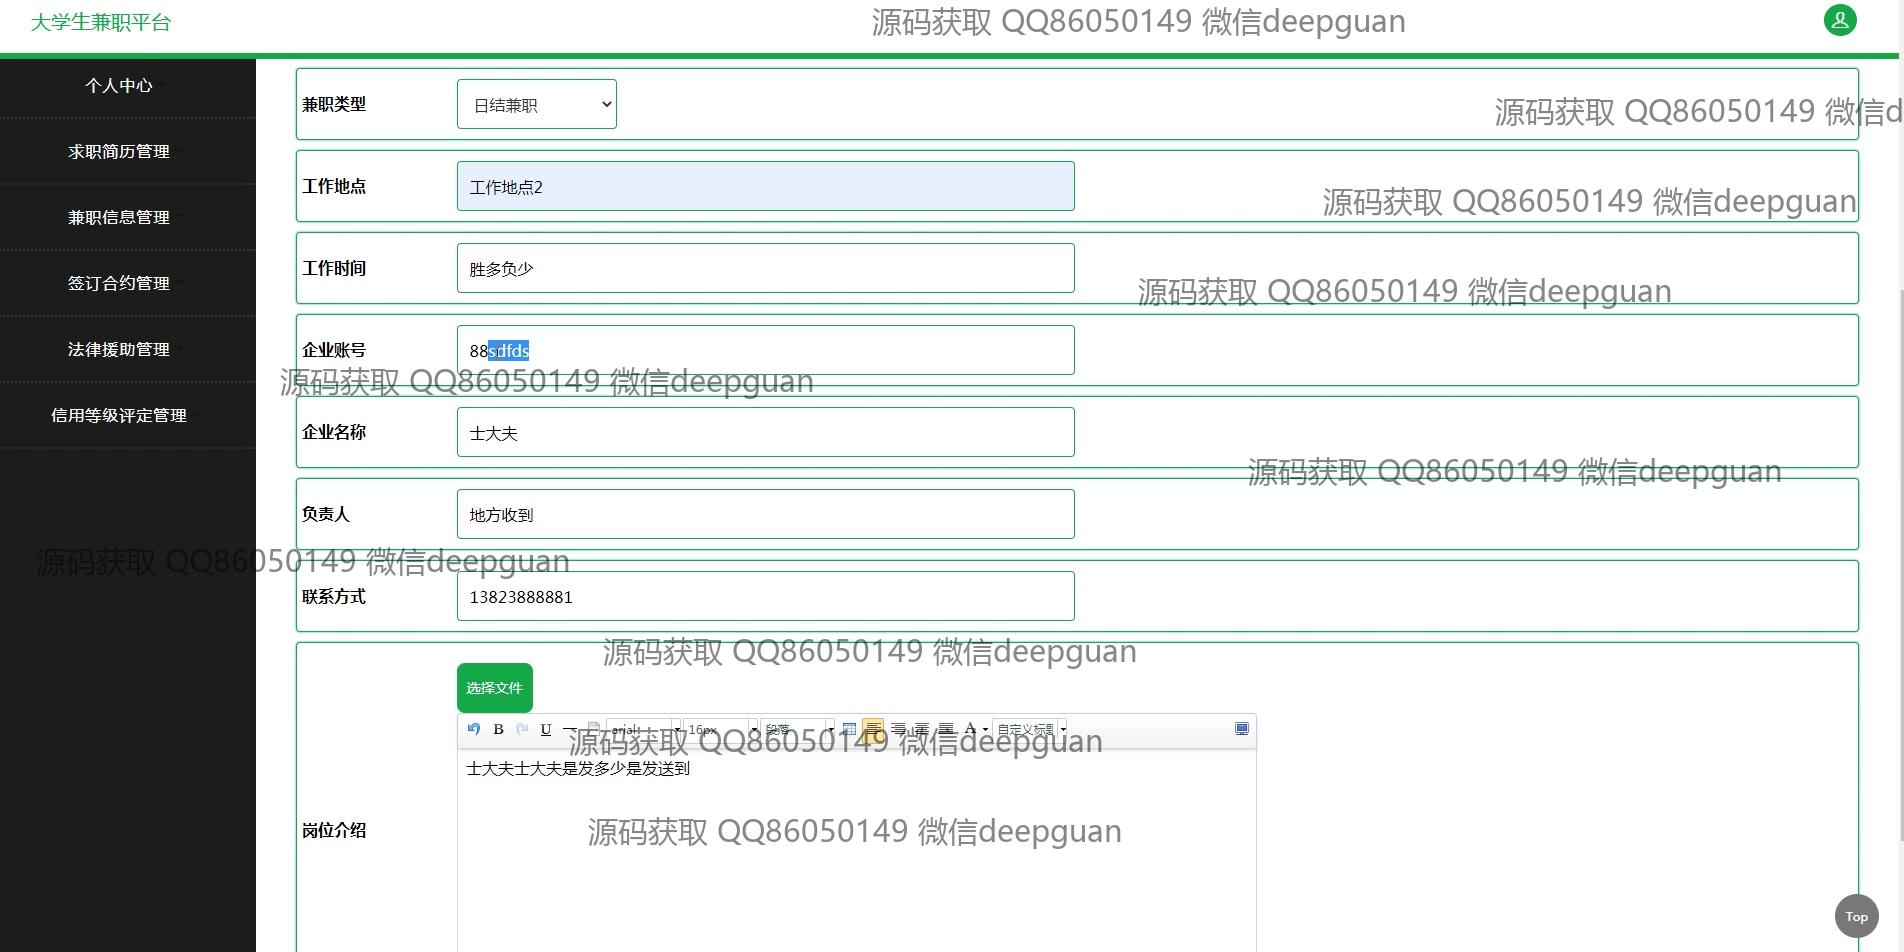 大学生兼职平台
源码获取 QQ86050149 微信deepguan
个人中心
求职简历管理
兼职信息管理
签订合约管理
法律援助管理
信用等级评定管理
兼职类型
日结兼职
源码获取 QQ86050149 微信d
工作地点
工作地点2
源码获取 QQ86050149 微信deepguan
工作时间
胜多负少
源码获取 QQ86050149 微信deepguan
企业账号
88sdfds
源码获取 QQ86050149 微信deepguan
企业名称
士大夫
源码获取 QQ86050149 微信deepguan
负责人
地方收到
源码获取 QQ86050149 微信deepguan
联系方式
13823888881
源码获取 QQ86050149 微信deepguan
选择文件
B U arial 16px 段落 A 自定义标题
源码获取 QQ86050149 微信deepguan
士大夫士大夫是发多少是发送到
岗位介绍
源码获取 QQ86050149 微信deepguan
Top